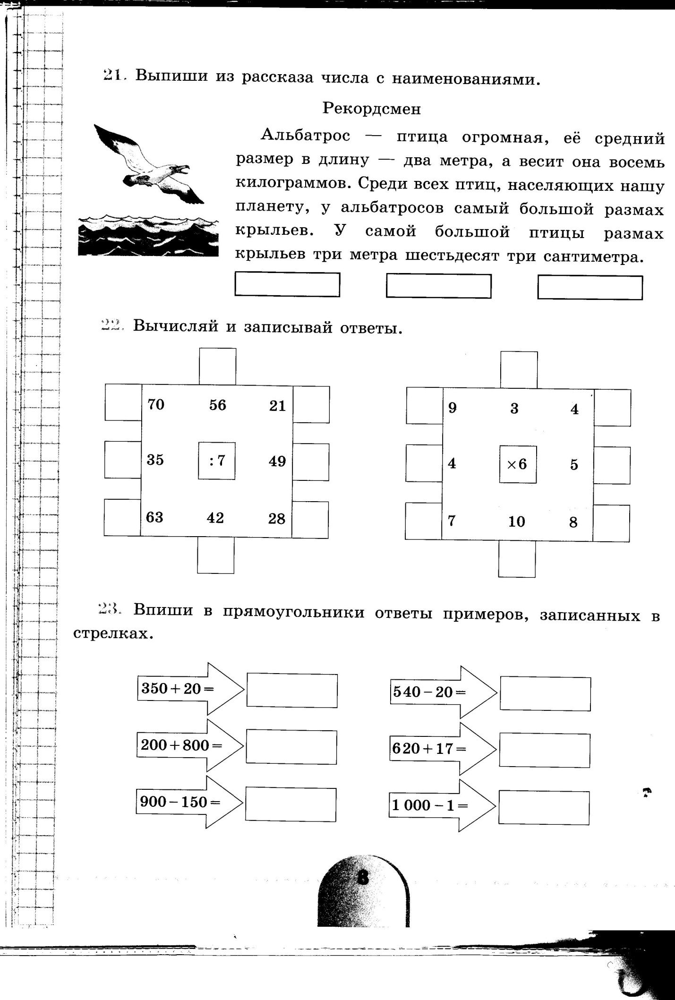 21. Выпиши из рассказа числа с наименованиями.
Рекордсмен
Альбатрос — птица огромная, её средний
размер в длину — два метра, а весит она восемь
килограммов. Среди всех птиц, населяющих нашу
планету, у альбатросов самый большой размах
крыльев. У самой большой птицы размах
крыльев три метра шестьдесят три сантиметра.
22. Вычисляй и записывай ответы.
70 56 21
35 : 7 49
63 42 28
9 3 4
4 ×6 5
7 10 8
23. Впиши в прямоугольники ответы примеров, записанных в
стрелках.
350 + 20 =
540 – 20 =
200 + 800 =
620 + 17 =
900 – 150 =
1 000 – 1 =
8